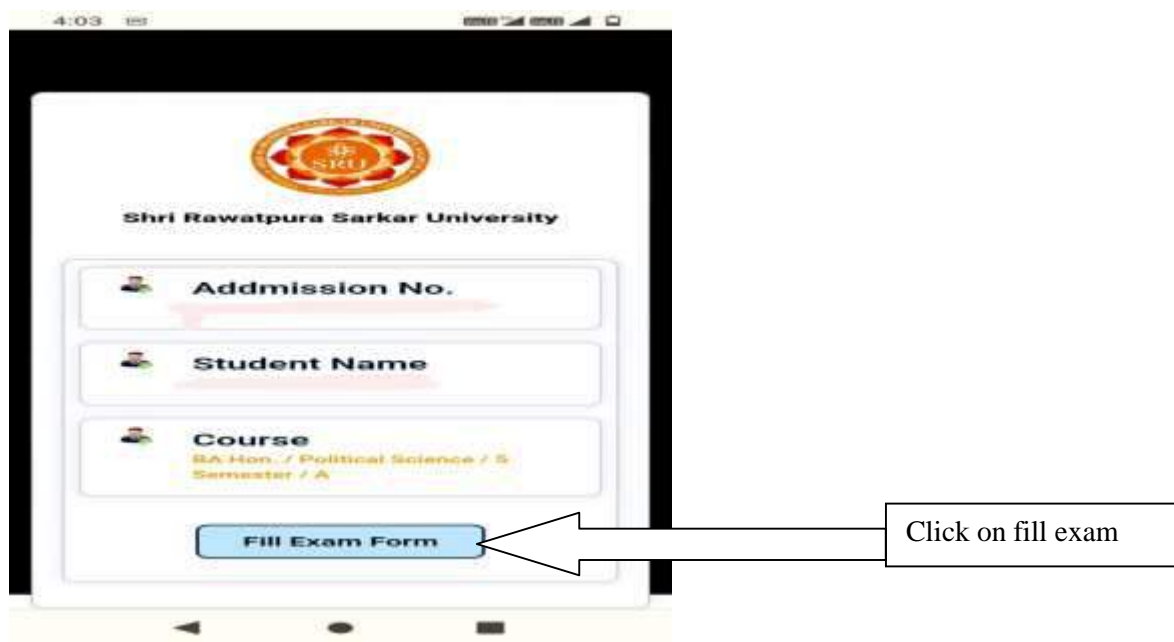 4:03
SRU
Shri Rawatpura Sarkar University
Addmission No.
Student Name
Course
BA Hon. / Political Science / 5
Semester / A
Fill Exam Form
Click on fill exam